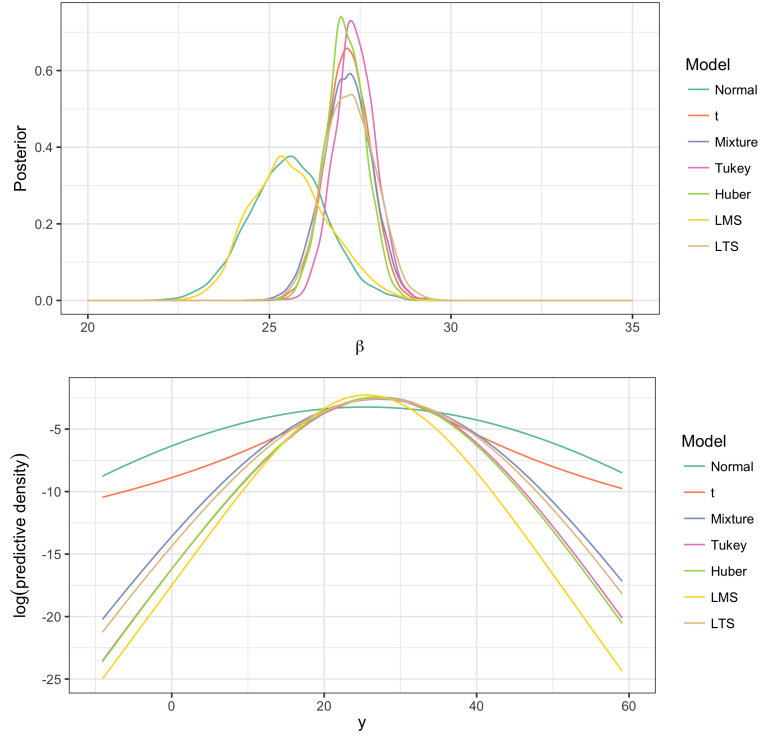 Posterior
0.6
0.4
0.2
0.0
20
25
30
35
β
Model
Normal
t
Mixture
Tukey
Huber
LMS
LTS
log(predictive density)
-5
-10
-15
-20
-25
0
20
40
60
y
Model
Normal
t
Mixture
Tukey
Huber
LMS
LTS